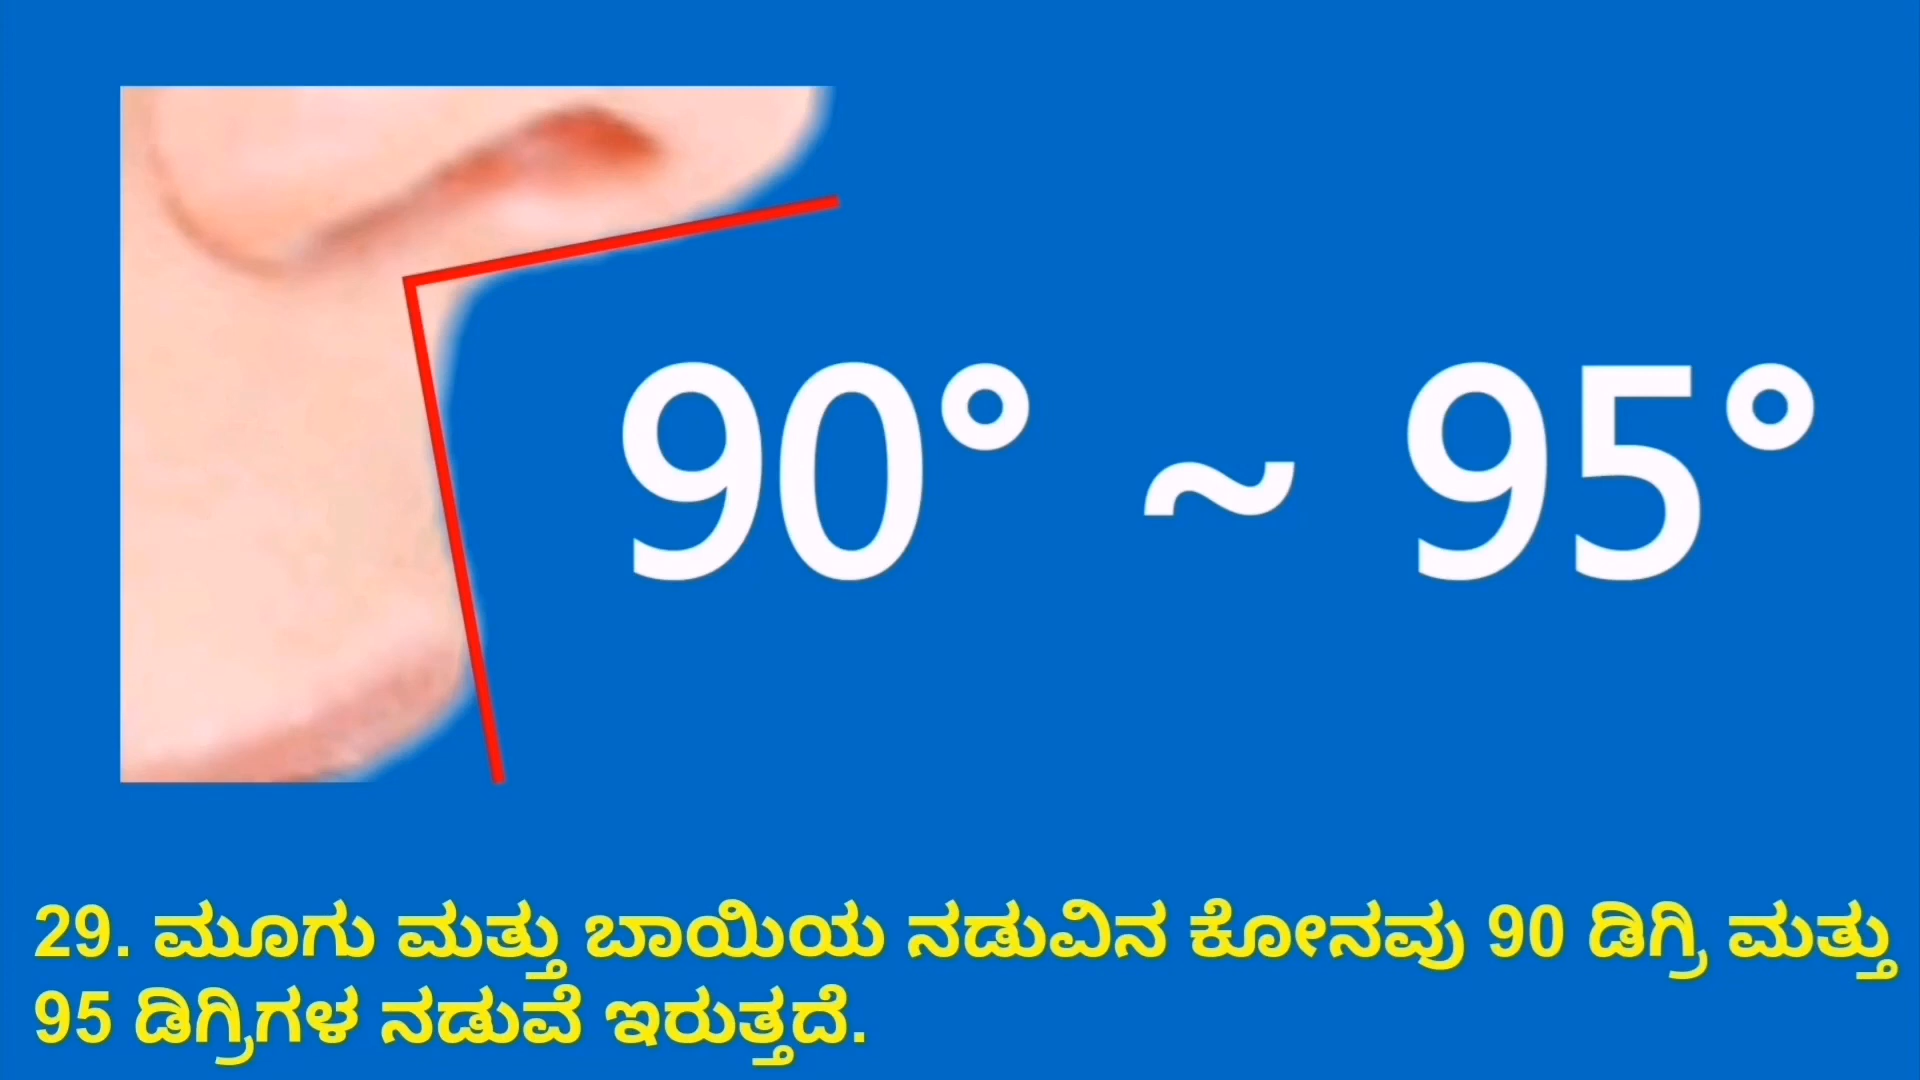 90° ~ 95°
29. ಮೂಗು ಮತ್ತು ಬಾಯಿಯ ನಡುವಿನ ಕೋನವು 90 ಡಿಗ್ರಿ ಮತ್ತು
95 ಡಿಗ್ರಿಗಳ ನಡುವೆ ಇರುತ್ತದೆ.